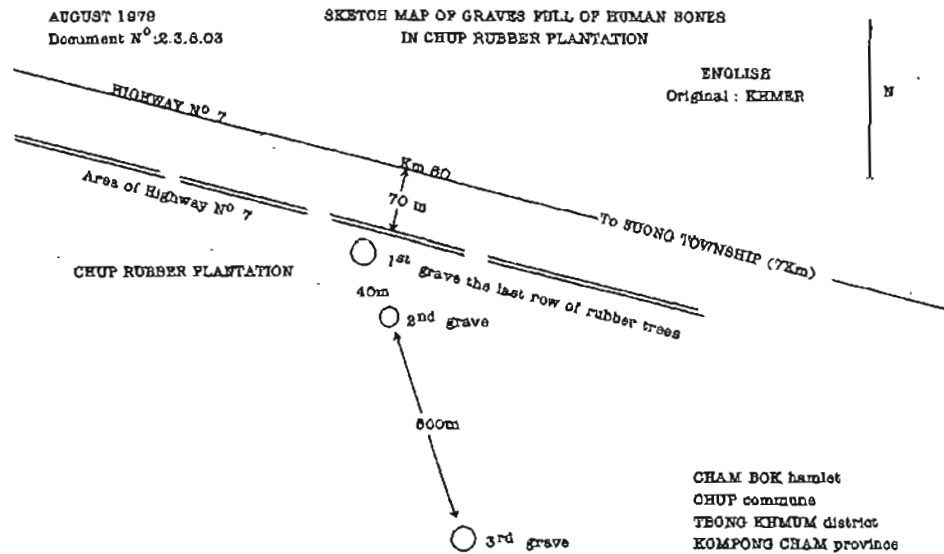 AUGUST 1979
Document Nº:2.3.6.03
SKETCH MAP OF GRAVES FULL OF HUMAN BONES
IN CHUP RUBBER PLANTATION
ENGLISH
Original : KHMER
N
HIGHWAY Nº 7
Km 60
70 m
Area of Highway Nº 7
To SUONG TOWNSHIP (7Km)
CHUP RUBBER PLANTATION
1st grave the last row of rubber trees
40m
2nd grave
600m
3rd grave
CHAM BOK hamlet
CHUP commune
TBONG KHMUM district
KOMPONG CHAM province